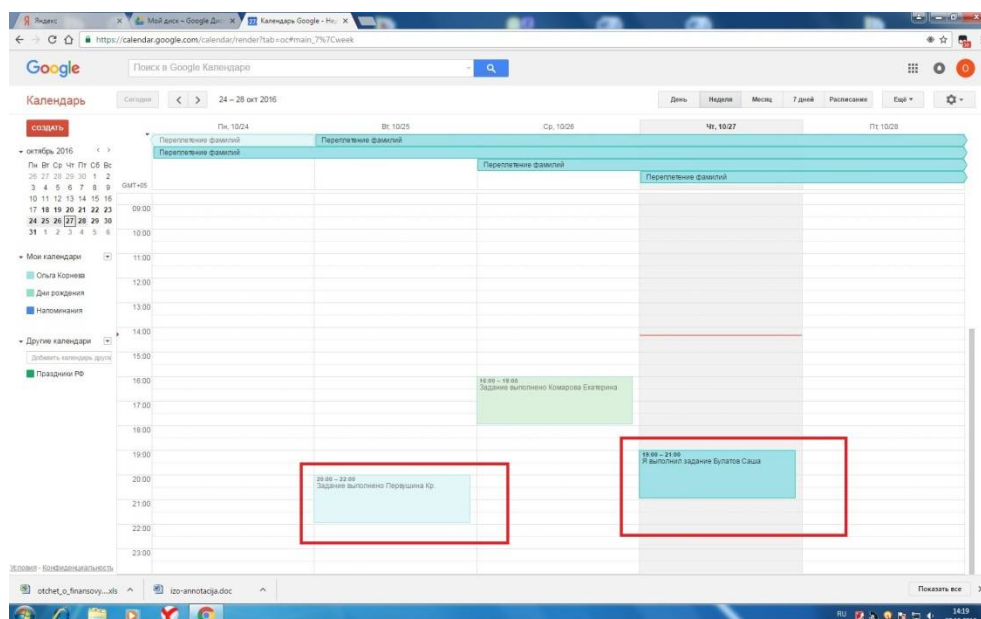 Яндекс
Мой диск – Google Дис
Календарь Google - Нед
https://calendar.google.com/calendar/render?tab=oc#main_7%7Cweek
Google
Поиск в Google Календаре
Календарь
Сегодня
24 – 28 окт 2016
День Неделя Месяц 7 дней Расписание Ещё
СОЗДАТЬ
Пн, 10/24 Вт, 10/25 Ср, 10/26 Чт, 10/27 Пт, 10/28
Переплетение фамилий Переплетение фамилий
Переплетение фамилий
Переплетение фамилий
Переплетение фамилий
GMT+05
октябрь 2016
Пн Вт Ср Чт Пт Сб Вс
26 27 28 29 30 1 2
3 4 5 6 7 8 9
10 11 12 13 14 15 16
17 18 19 20 21 22 23
24 25 26 27 28 29 30
31 1 2 3 4 5 6
Мои календари
Ольга Корнева
Дни рождения
Напоминания
Другие календари
Добавить календарь друга
Праздники РФ
09:00
10:00
11:00
12:00
13:00
14:00
15:00
16:00
17:00
18:00
19:00
20:00
21:00
22:00
23:00
16:00 – 18:00
Задание выполнено Комарова Екатерина
19:00 – 21:00
Я выполнил задание Булатов Саша
20:00 – 22:00
Задание выполнено Первушина Кр.
Условия - Конфиденциальность
otchet_o_finansovy....xls
izo-annotacija.doc
Показать все
RU
14:19